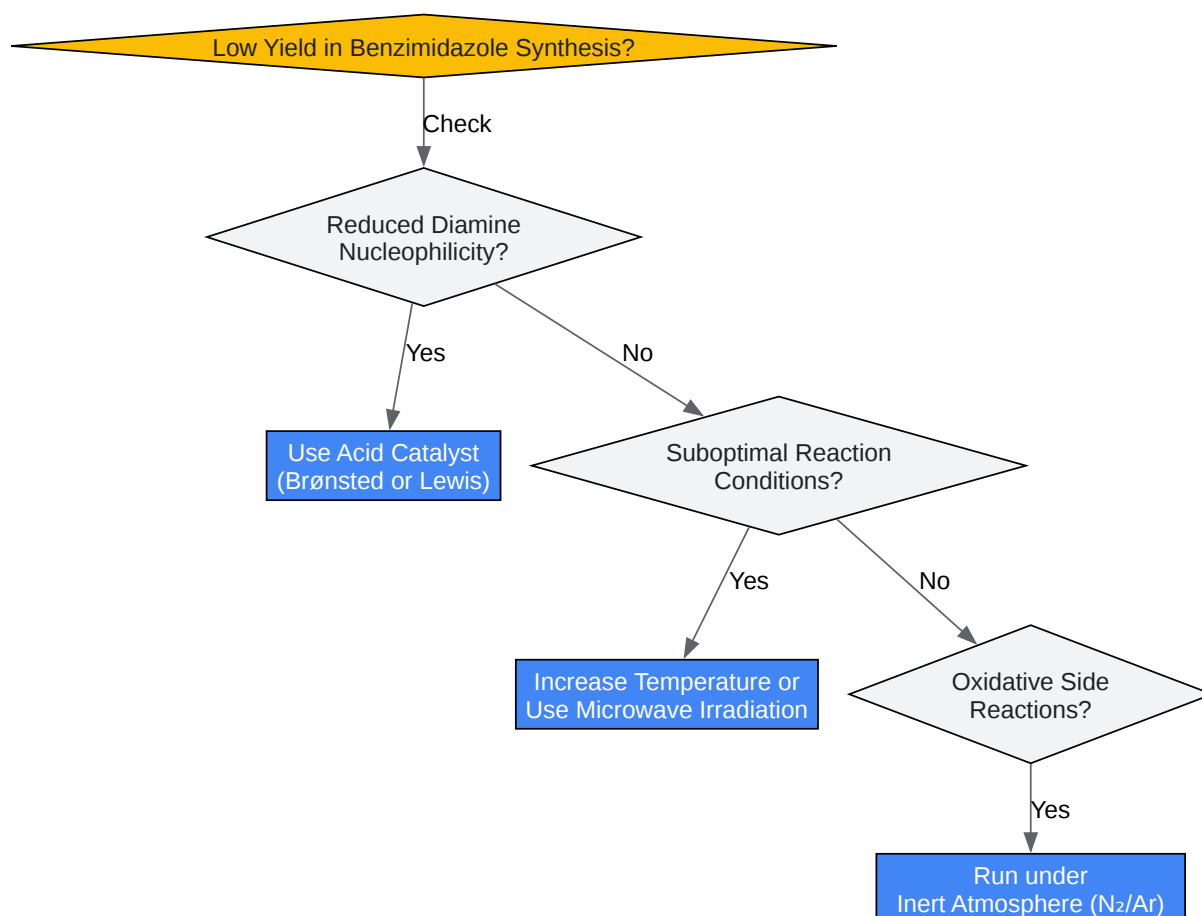 Low Yield in Benzimidazole Synthesis?
Check
Reduced Diamine
Nucleophilicity?
Yes
No
Use Acid Catalyst
(Brønsted or Lewis)
Suboptimal Reaction
Conditions?
Yes
No
Increase Temperature or
Use Microwave Irradiation
Oxidative Side
Reactions?
Yes
Run under
Inert Atmosphere (N₂/Ar)